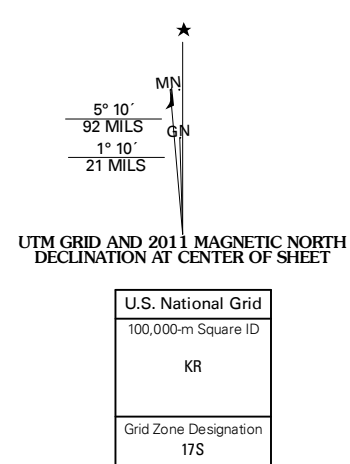 MN
5° 10´
92 MILS
GN
1° 10´
21 MILS
UTM GRID AND 2011 MAGNETIC NORTH
DECLINATION AT CENTER OF SHEET
U.S. National Grid
100,000-m Square ID
KR
Grid Zone Designation
17S